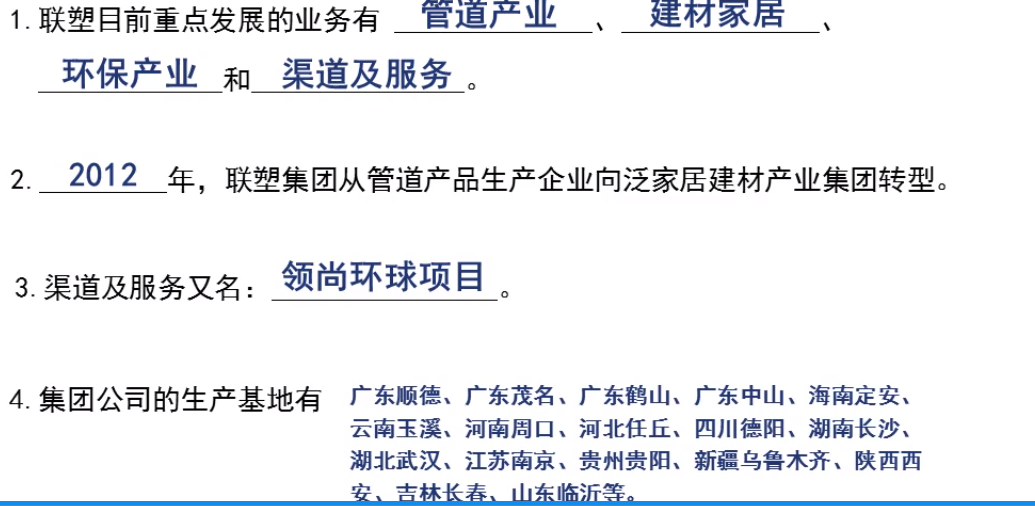 1.联塑目前重点发展的业务有 管道产业 、 建材家居 、
环保产业 和 渠道及服务 。
2. 2012 年，联塑集团从管道产品生产企业向泛家居建材产业集团转型。
3.渠道及服务又名： 领尚环球项目 。
4.集团公司的生产基地有 广东顺德、广东茂名、广东鹤山、广东中山、海南定安、
云南玉溪、河南周口、河北任丘、四川德阳、湖南长沙、
湖北武汉、江苏南京、贵州贵阳、新疆乌鲁木齐、陕西西
安、吉林长春、山东临沂等。